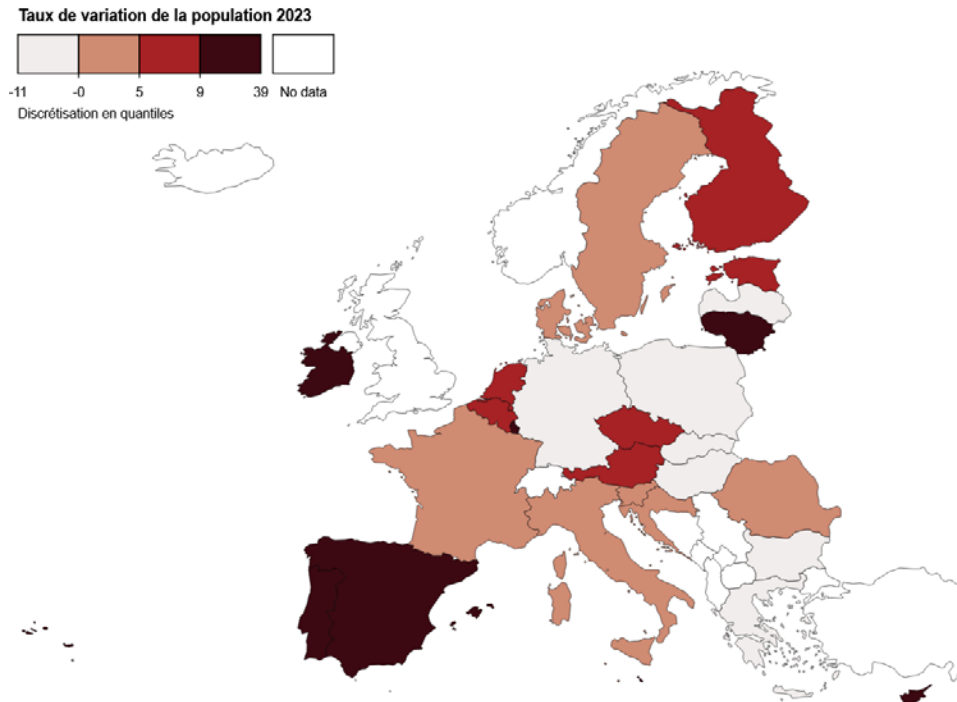 Taux de variation de la population 2023
-11 -0 5 9 39 No data
Discrétisation en quantiles